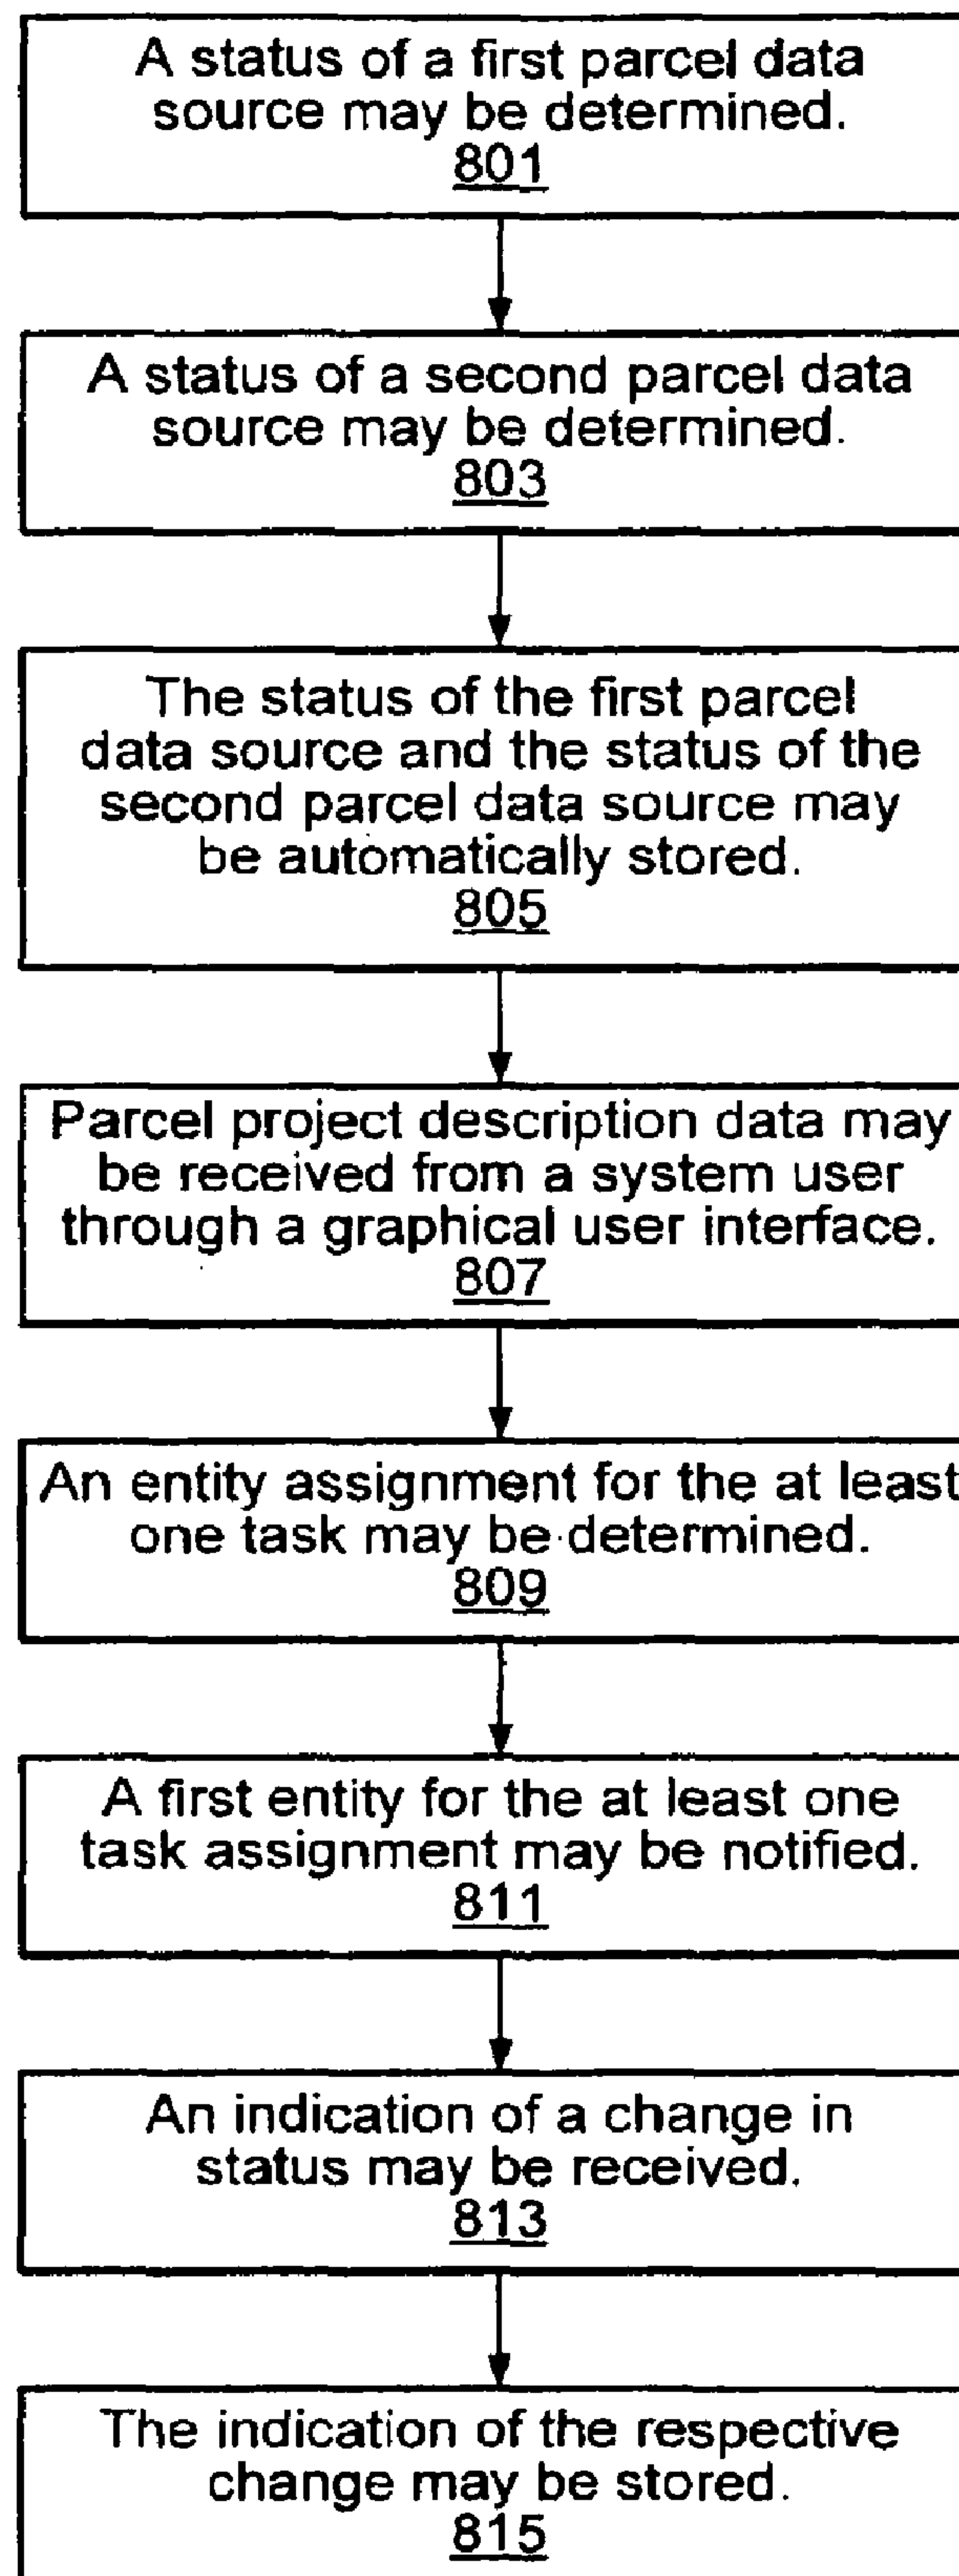 A status of a first parcel data
source may be determined.
801
A status of a second parcel data
source may be determined.
803
The status of the first parcel
data source and the status of the
second parcel data source may
be automatically stored.
805
Parcel project description data may
be received from a system user
through a graphical user interface.
807
An entity assignment for the at least
one task may be determined.
809
A first entity for the at least one
task assignment may be notified.
811
An indication of a change in
status may be received.
813
The indication of the respective
change may be stored.
815